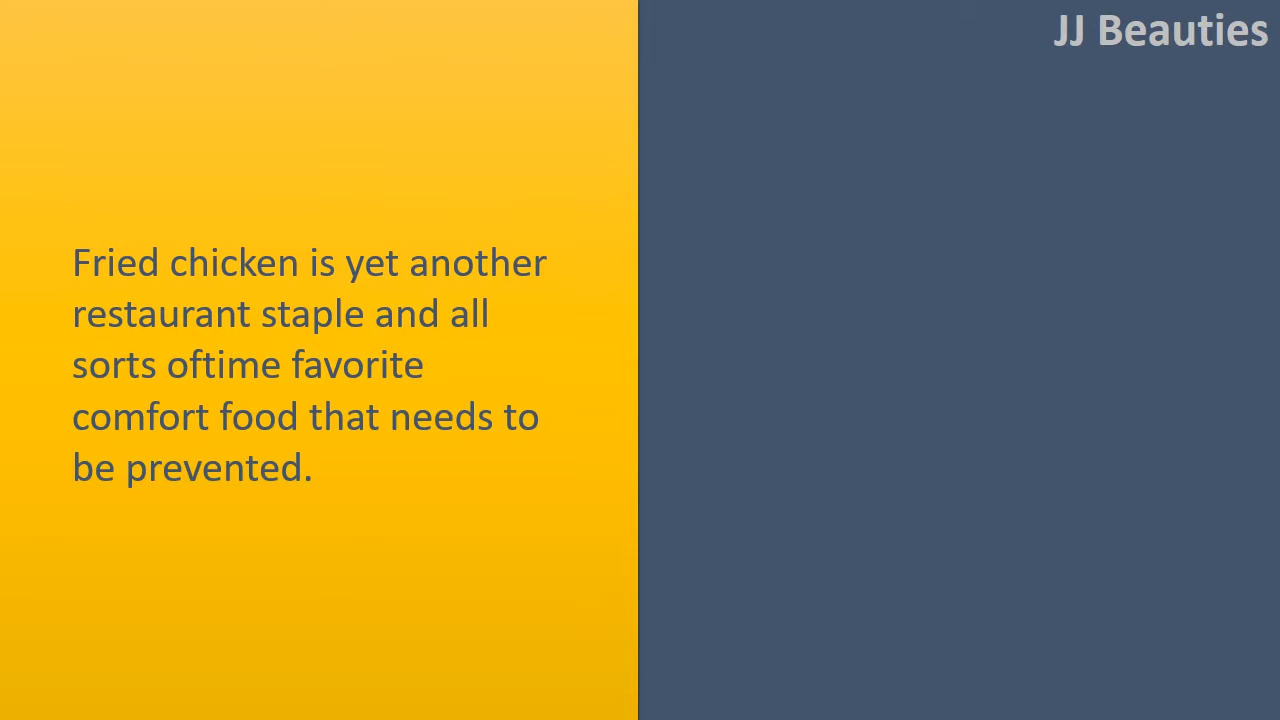 JJ Beauties
Fried chicken is yet another
restaurant staple and all
sorts oftime favorite
comfort food that needs to
be prevented.